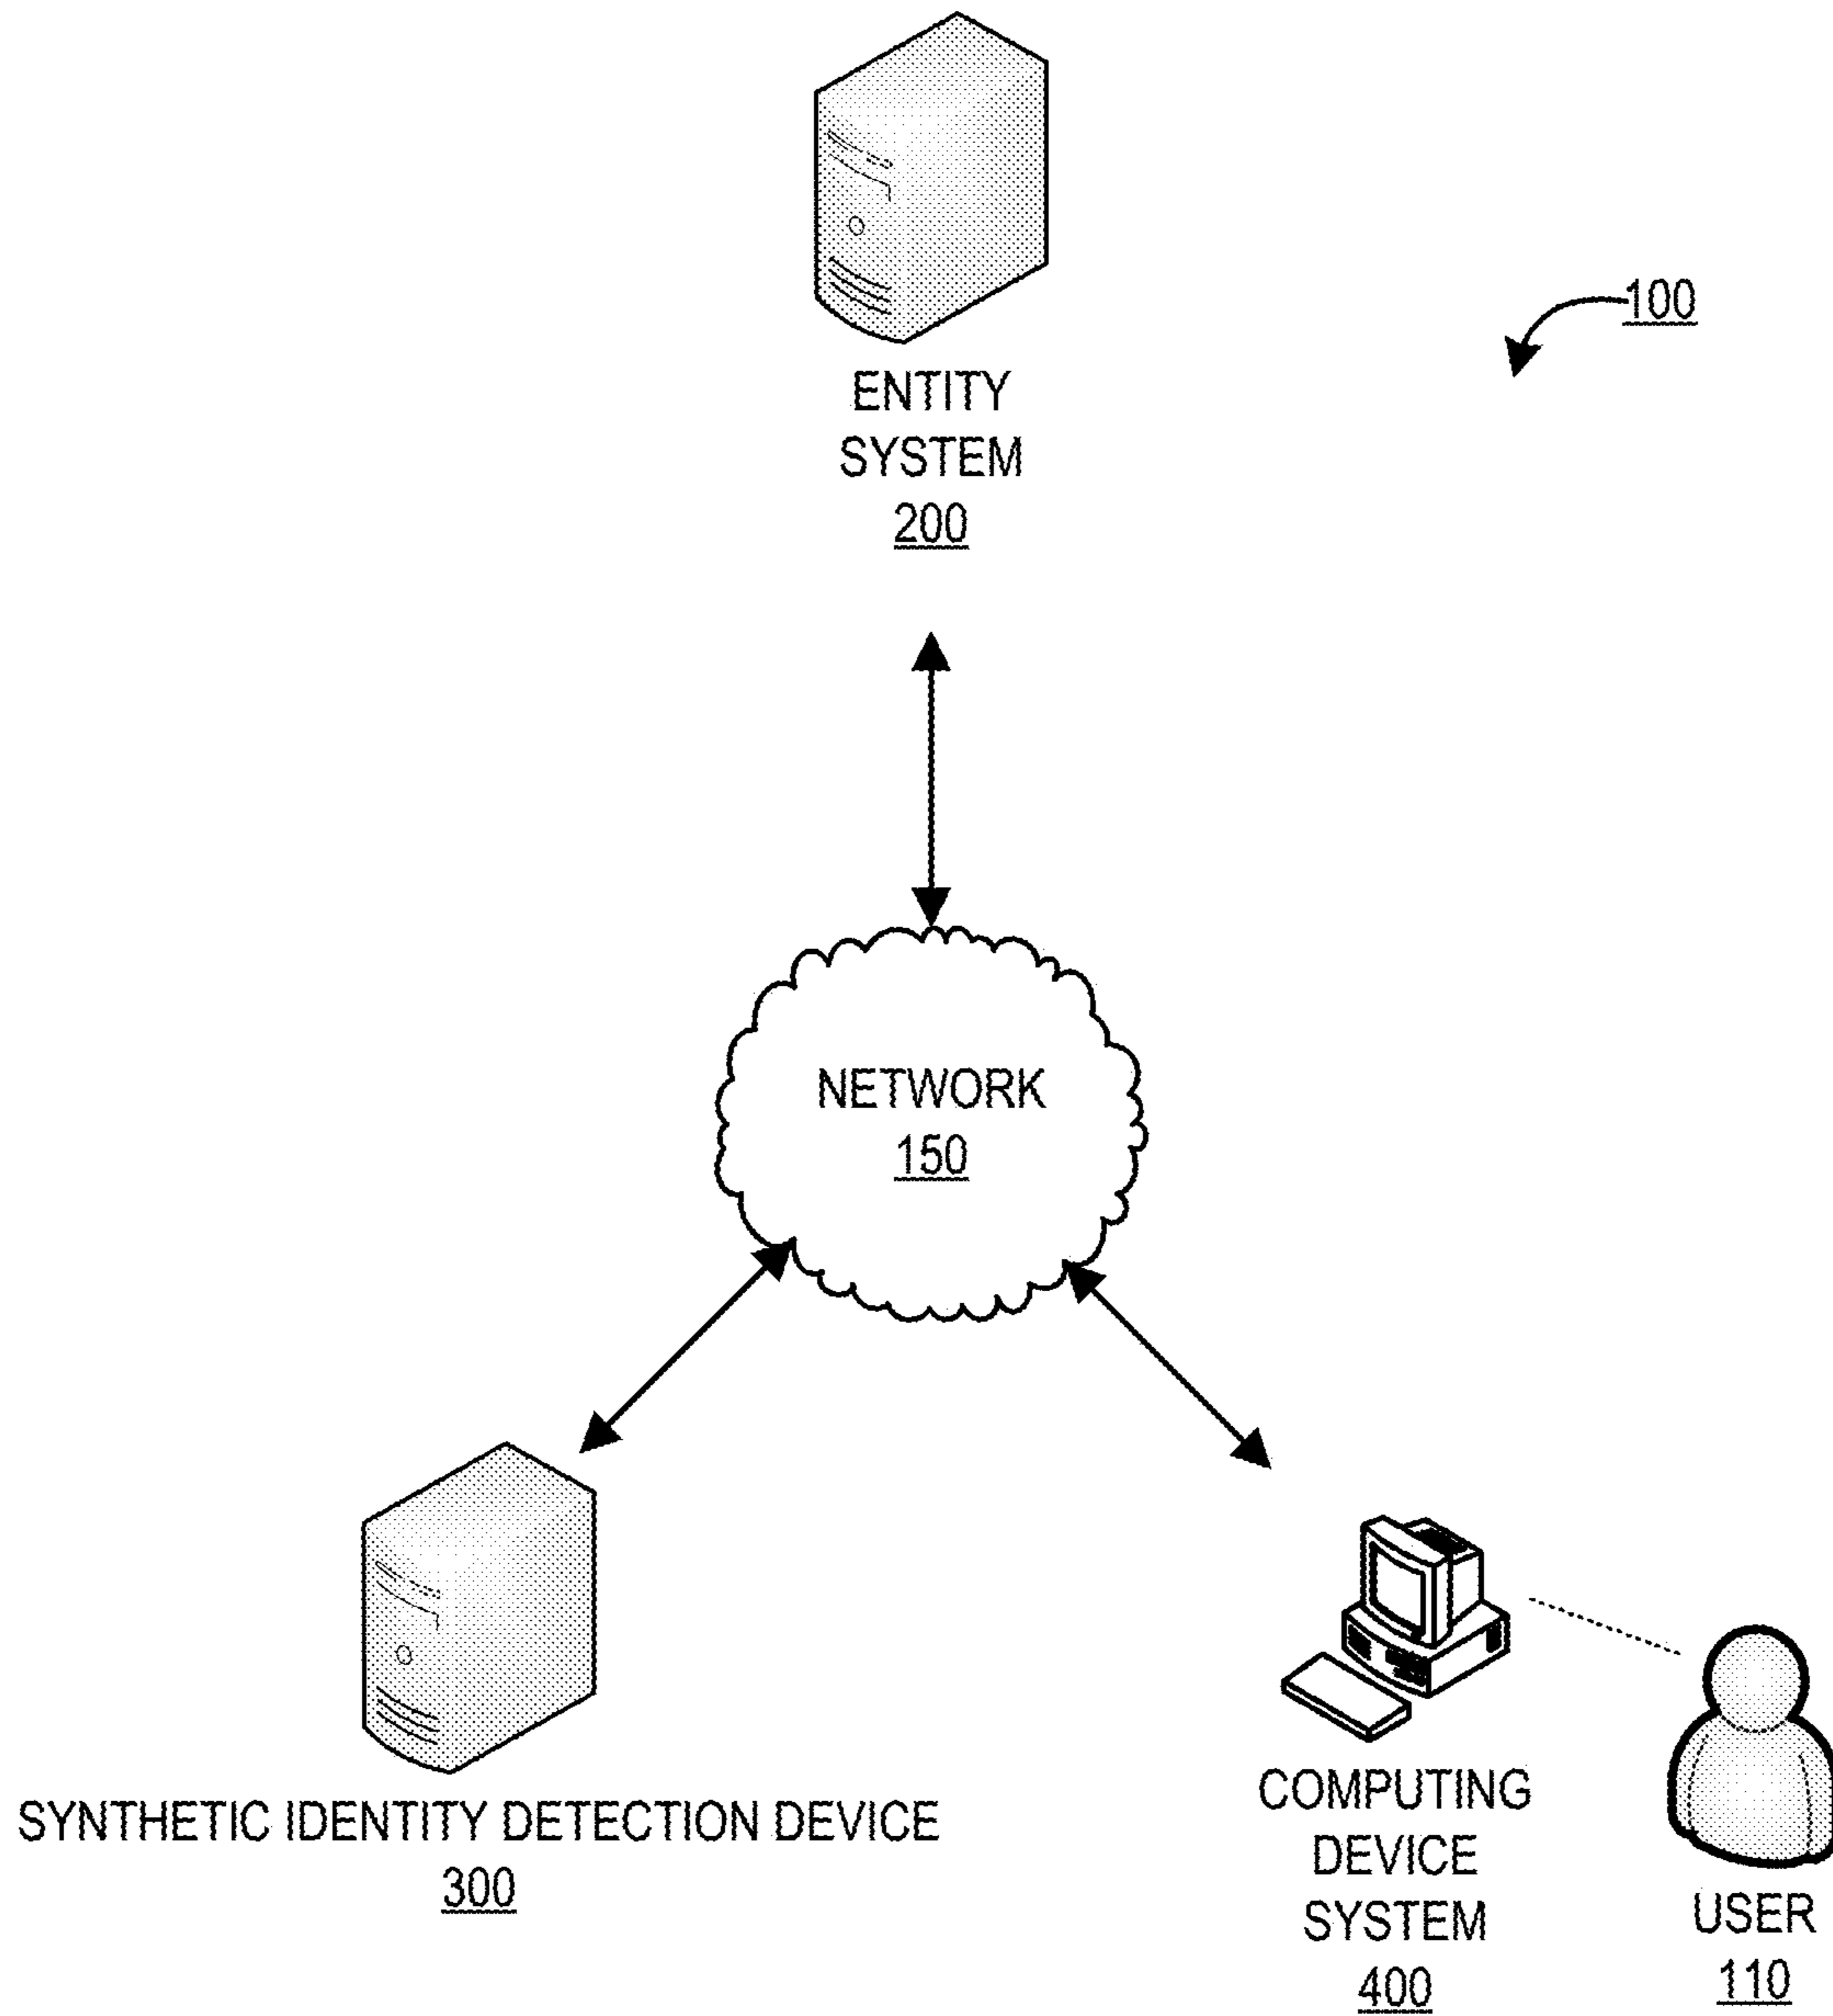 100
ENTITY
SYSTEM
200
NETWORK
150
SYNTHETIC IDENTITY DETECTION DEVICE
300
COMPUTING
DEVICE
SYSTEM
400
USER
110